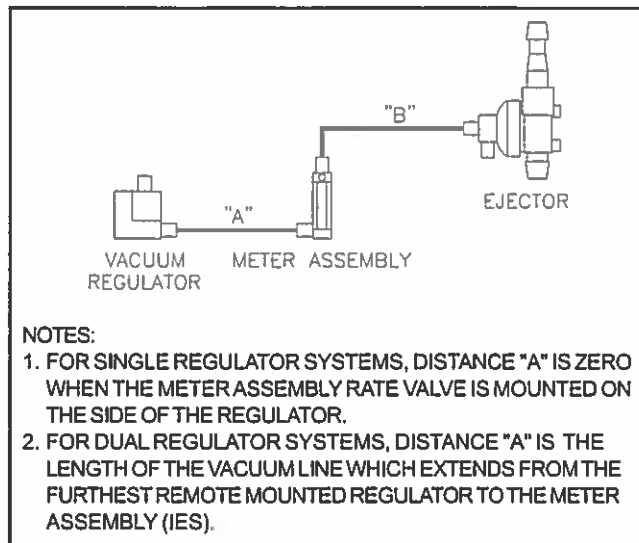 "B"
EJECTOR
"A"
VACUUM REGULATOR
METER ASSEMBLY
NOTES:
1. FOR SINGLE REGULATOR SYSTEMS, DISTANCE "A" IS ZERO
WHEN THE METER ASSEMBLY RATE VALVE IS MOUNTED ON
THE SIDE OF THE REGULATOR.
2. FOR DUAL REGULATOR SYSTEMS, DISTANCE "A" IS THE
LENGTH OF THE VACUUM LINE WHICH EXTENDS FROM THE
FURTHEST REMOTE MOUNTED REGULATOR TO THE METER
ASSEMBLY (IES).